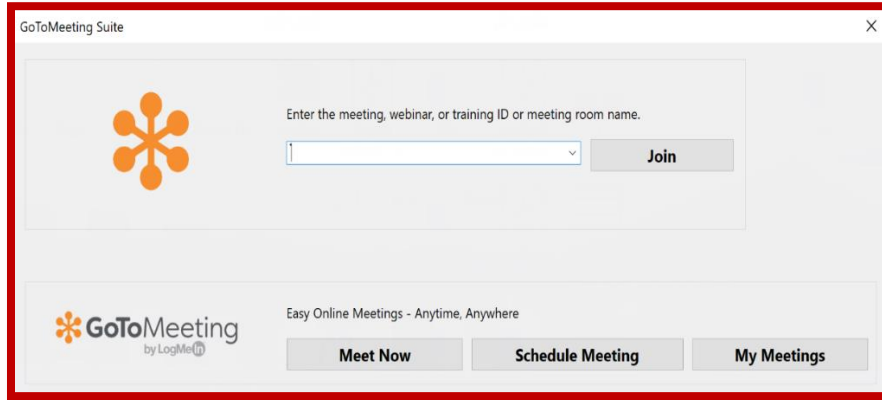 GoToMeeting Suite
Enter the meeting, webinar, or training ID or meeting room name.
Join
GoToMeeting
by LogMeIn
Easy Online Meetings - Anytime, Anywhere
Meet Now
Schedule Meeting
My Meetings